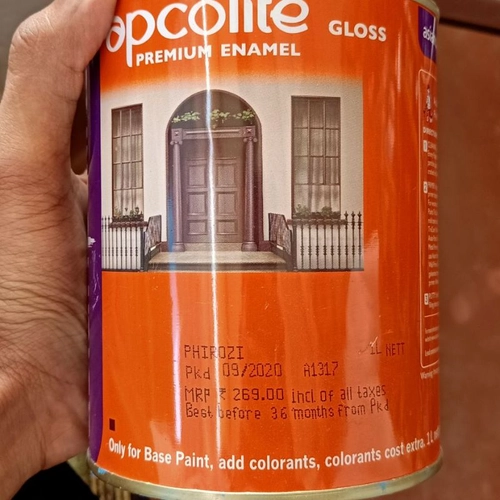 apcolite GLOSS
PREMIUM ENAMEL
asia
PHIROZI 1L NETT
Pkd 09/2020 A1317
MRP ₹ 269.00 incl. of all taxes
Best before 36 months from Pkd
Only for Base Paint, add colorants, colorants cost extra. 1L